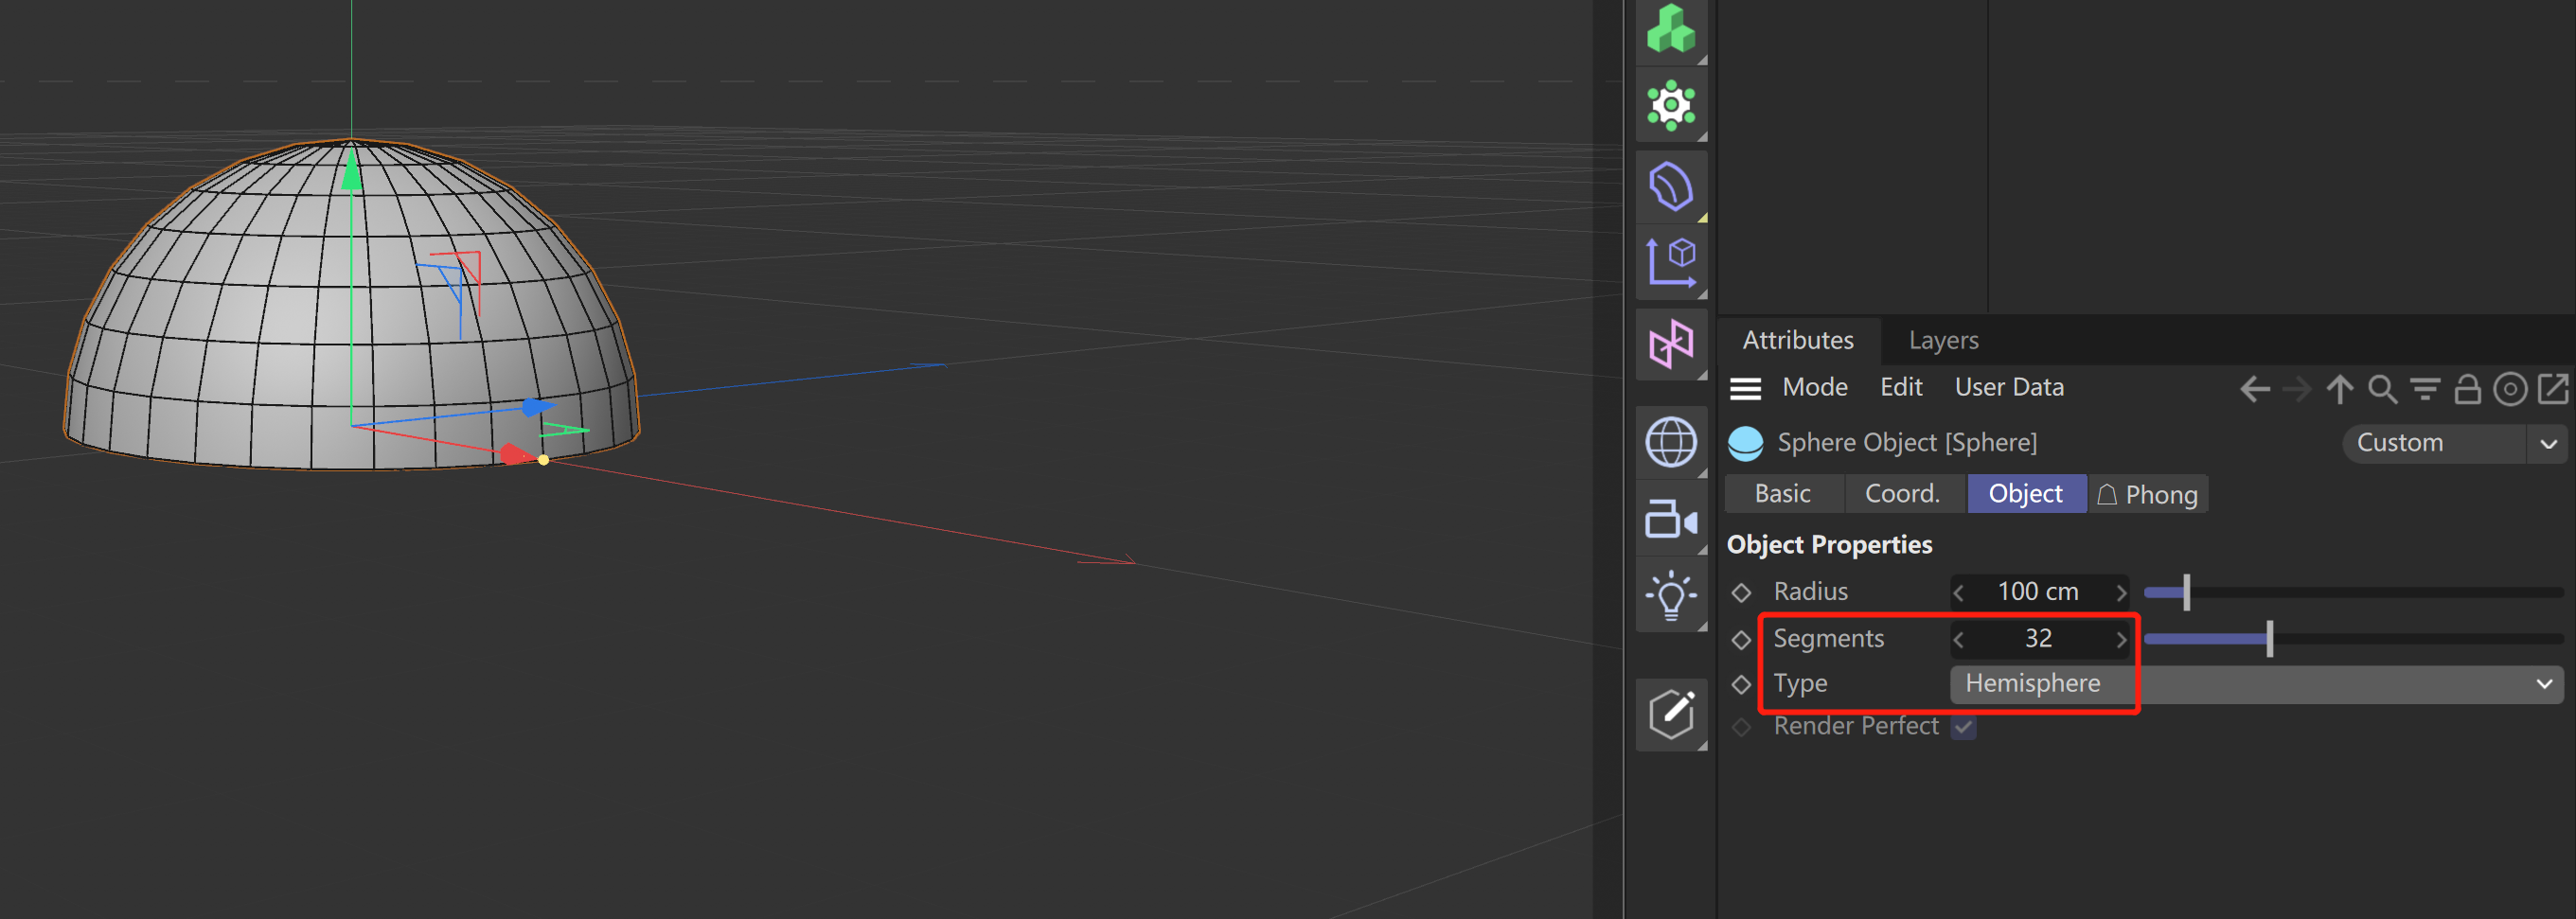 Attributes Layers
Mode Edit User Data
Sphere Object [Sphere] Custom
Basic Coord. Object Phong
Object Properties
Radius 100 cm
Segments 32
Type Hemisphere
Render Perfect